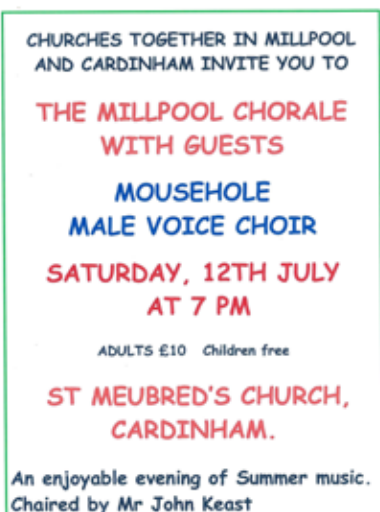 CHURCHES TOGETHER IN MILLPOOL
AND CARDINHAM INVITE YOU TO
THE MILLPOOL CHORALE
WITH GUESTS
MOUSEHOLE
MALE VOICE CHOIR
SATURDAY, 12TH JULY
AT 7 PM
ADULTS £10 Children free
ST MEUBRED'S CHURCH,
CARDINHAM.
An enjoyable evening of Summer music.
Chaired by Mr John Keast